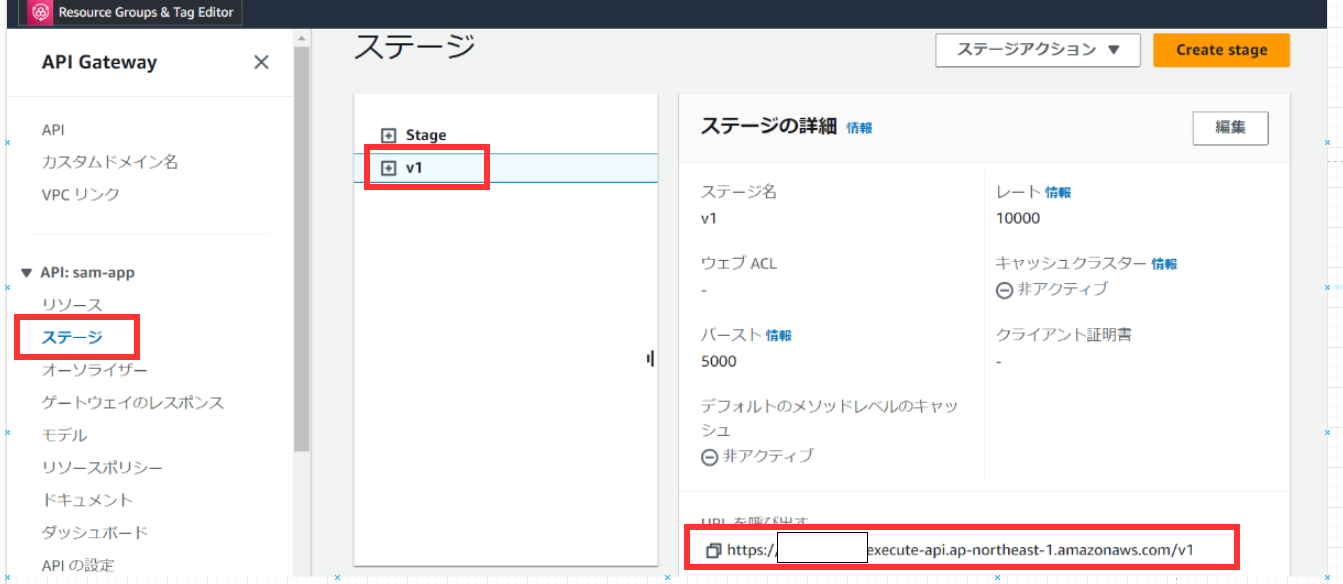 Resource Groups & Tag Editor
API Gateway
API
カスタムドメイン名
VPC リンク
API: sam-app
リソース
ステージ
オーソライザー
ゲートウェイのレスポンス
モデル
リソースポリシー
ドキュメント
ダッシュボード
API の設定
ステージ
ステージアクション
Create stage
Stage
v1
ステージの詳細 情報
編集
ステージ名
v1
レート 情報
10000
ウェブ ACL
-
キャッシュクラスター 情報
非アクティブ
バースト 情報
5000
クライアント証明書
-
デフォルトのメソッドレベルのキャッ
シュ
非アクティブ
URL を呼び出す
https:// execute-api.ap-northeast-1.amazonaws.com/v1